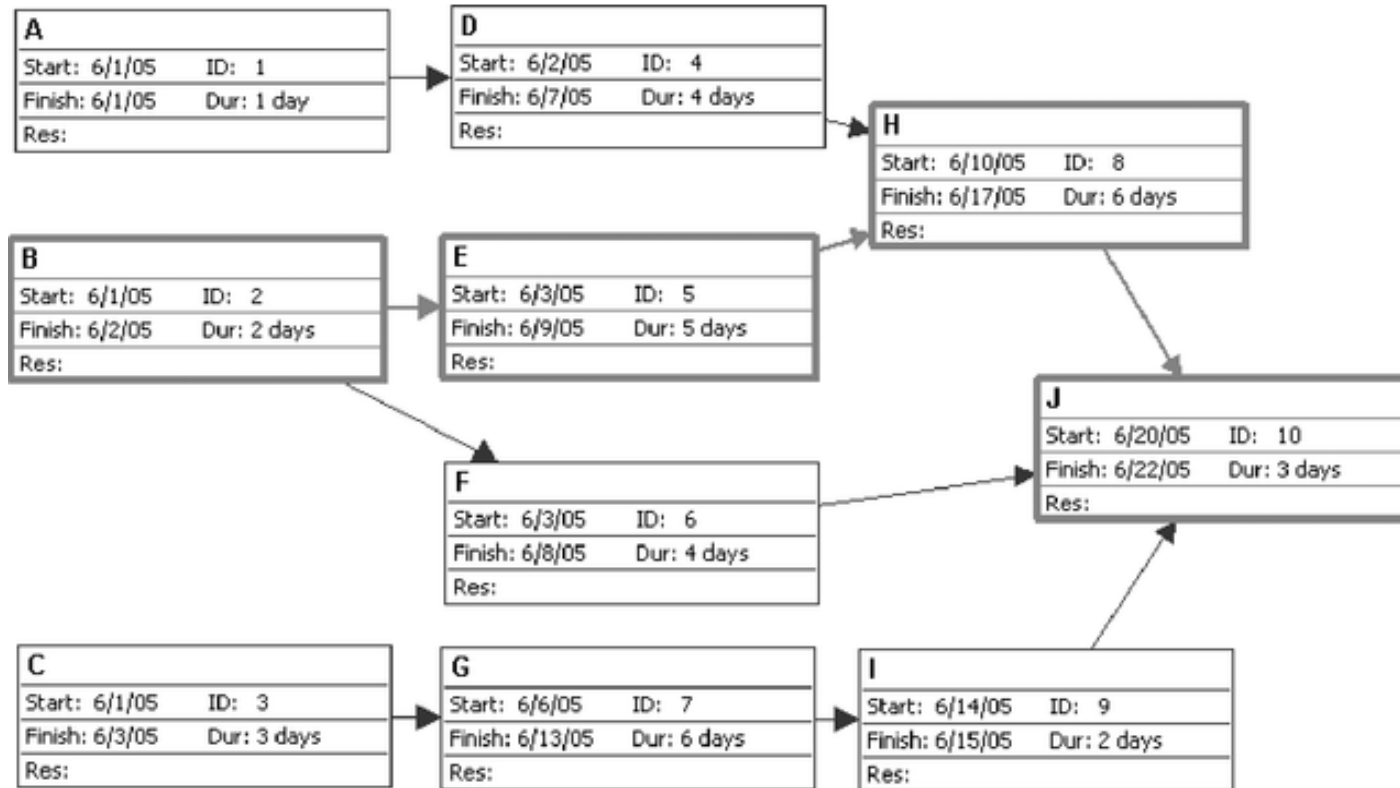 A
Start: 6/1/05 ID: 1
Finish: 6/1/05 Dur: 1 day
Res:
D
Start: 6/2/05 ID: 4
Finish: 6/7/05 Dur: 4 days
Res:
H
Start: 6/10/05 ID: 8
Finish: 6/17/05 Dur: 6 days
Res:
B
Start: 6/1/05 ID: 2
Finish: 6/2/05 Dur: 2 days
Res:
E
Start: 6/3/05 ID: 5
Finish: 6/9/05 Dur: 5 days
Res:
J
Start: 6/20/05 ID: 10
Finish: 6/22/05 Dur: 3 days
Res:
F
Start: 6/3/05 ID: 6
Finish: 6/8/05 Dur: 4 days
Res:
C
Start: 6/1/05 ID: 3
Finish: 6/3/05 Dur: 3 days
Res:
G
Start: 6/6/05 ID: 7
Finish: 6/13/05 Dur: 6 days
Res:
I
Start: 6/14/05 ID: 9
Finish: 6/15/05 Dur: 2 days
Res: